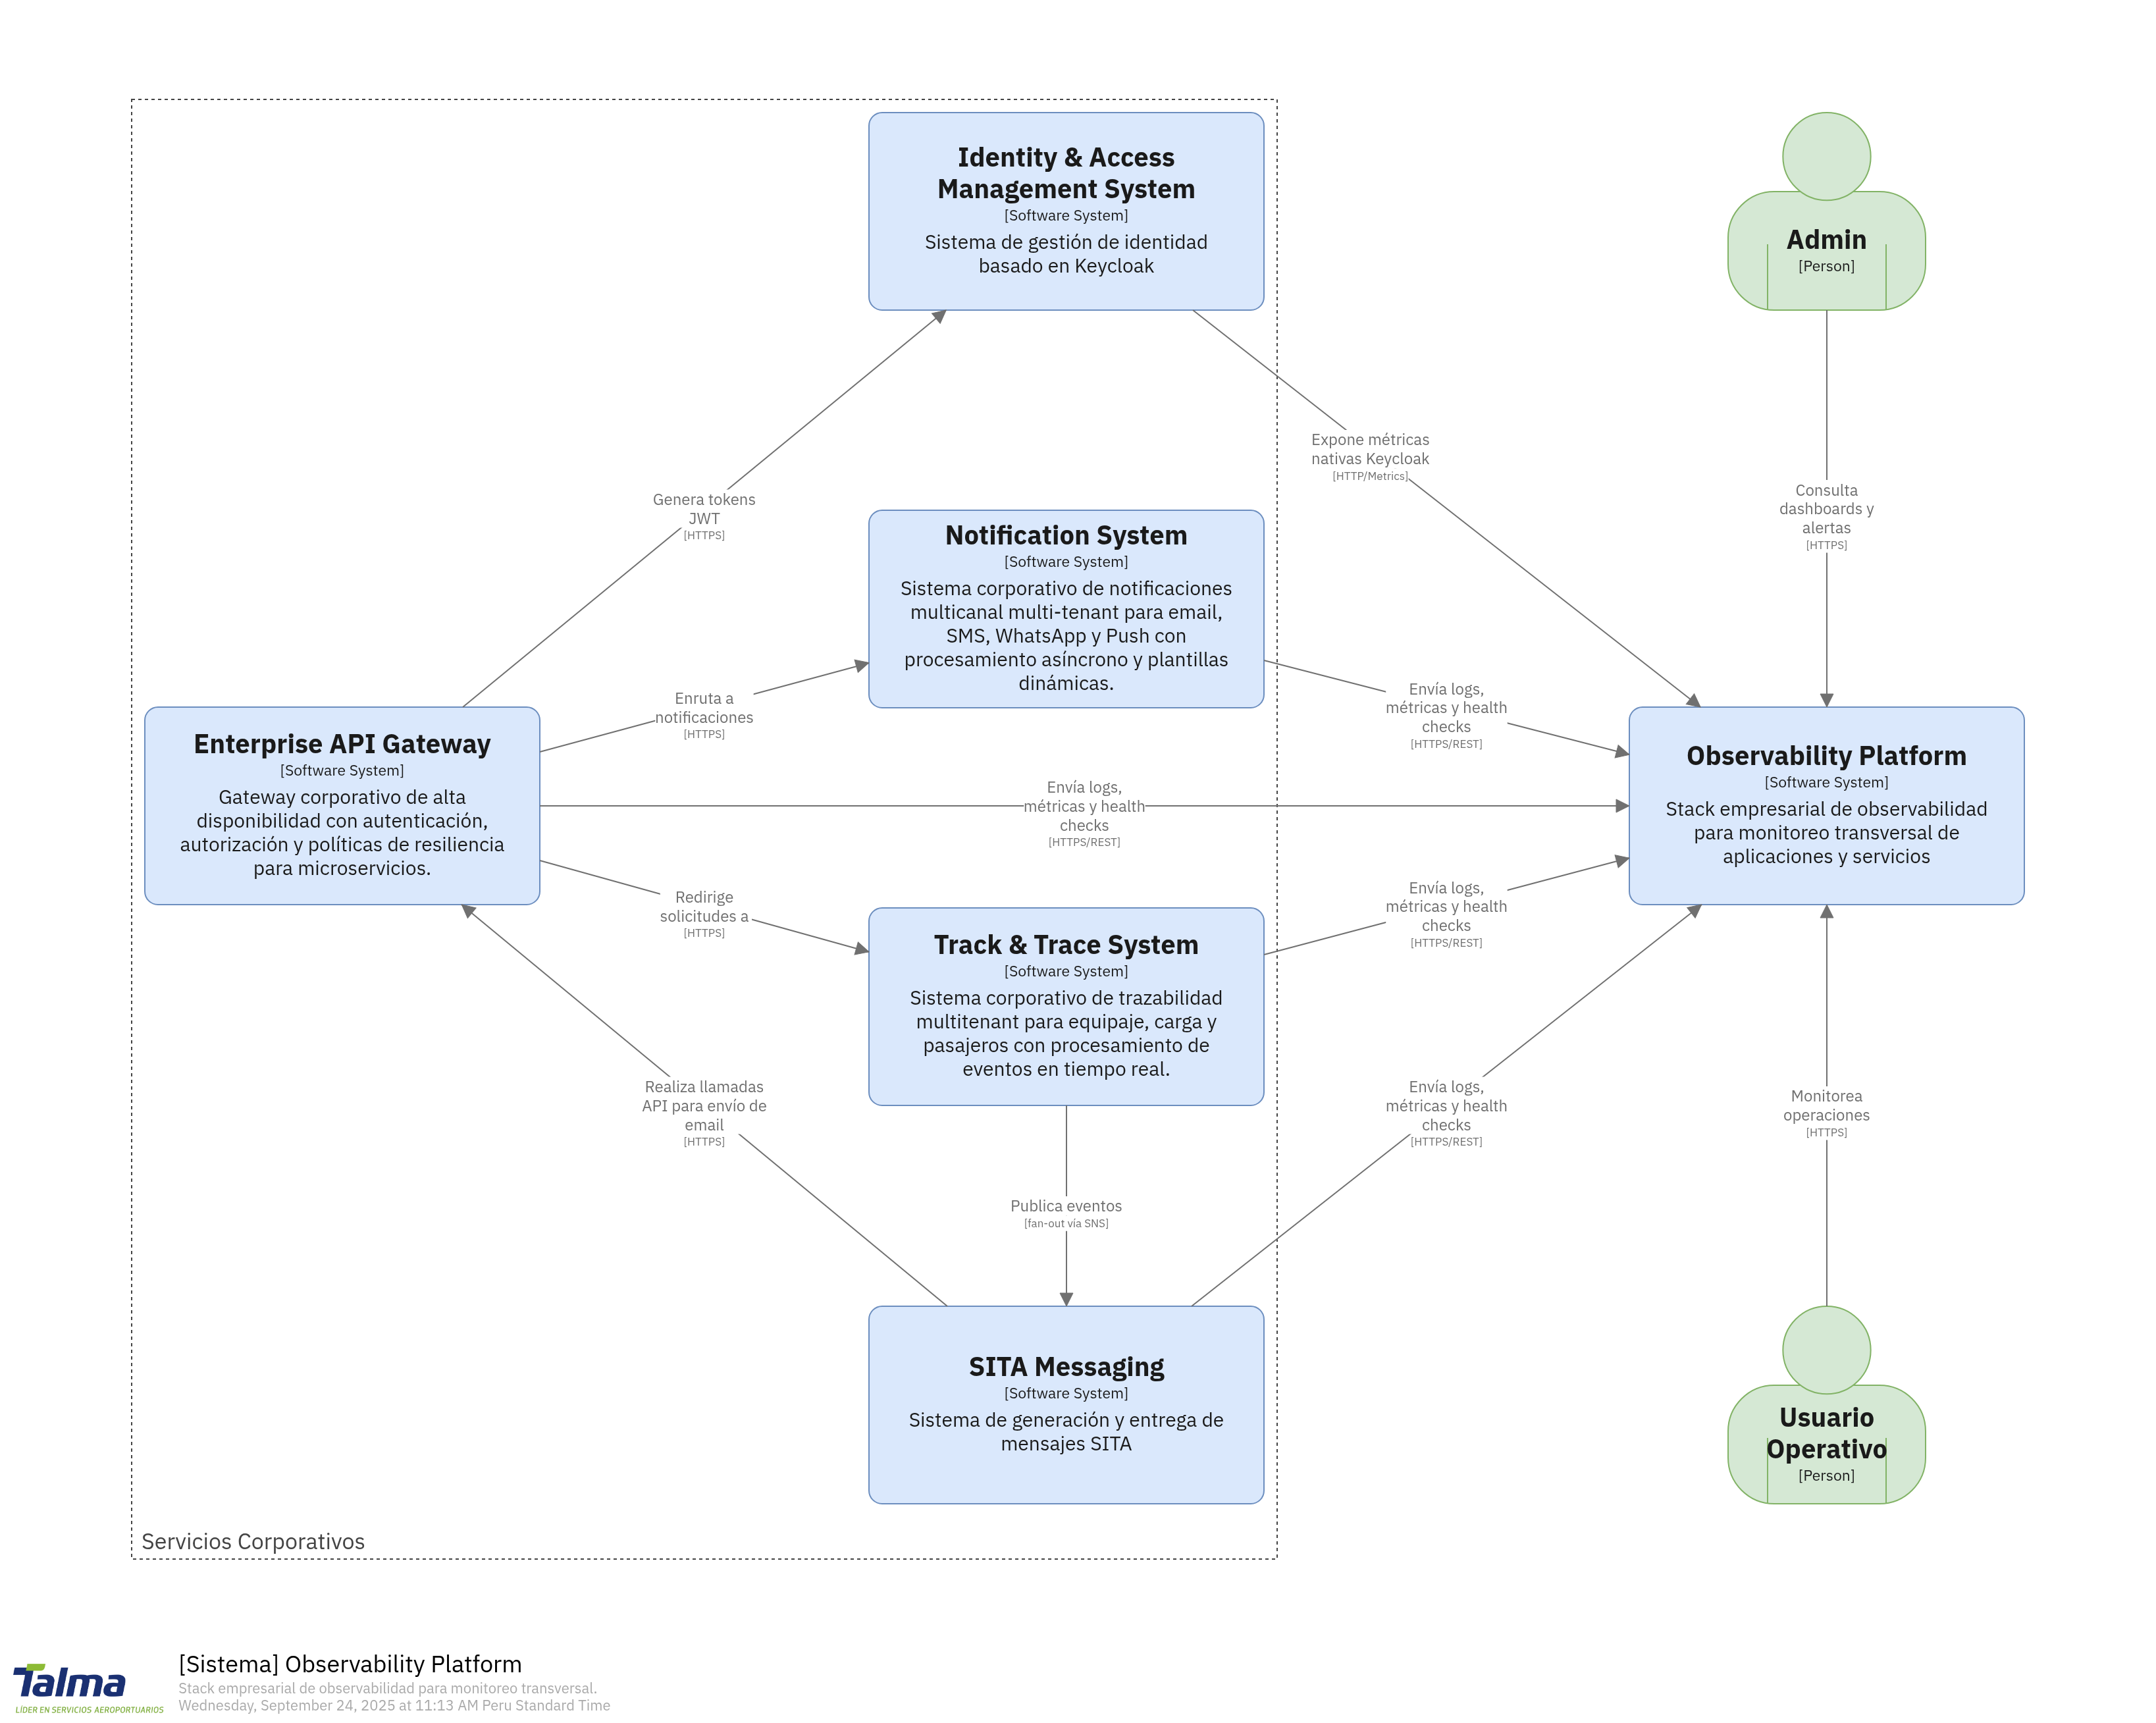 Identity & Access
Management System
[Software System]
Sistema de gestión de identidad
basado en Keycloak
Admin
[Person]
Expone métricas
nativas Keycloak
[HTTP/Metrics]
Genera tokens
JWT
[HTTPS]
Consulta
dashboards y
alertas
[HTTPS]
Notification System
[Software System]
Sistema corporativo de notificaciones
multicanal multi-tenant para email,
SMS, WhatsApp y Push con
procesamiento asíncrono y plantillas
dinámicas.
Enruta a
notificaciones
[HTTPS]
Envía logs,
métricas y health
checks
[HTTPS/REST]
Enterprise API Gateway
[Software System]
Gateway corporativo de alta
disponibilidad con autenticación,
autorización y políticas de resiliencia
para microservicios.
Envía logs,
métricas y health
checks
[HTTPS/REST]
Observability Platform
[Software System]
Stack empresarial de observabilidad
para monitoreo transversal de
aplicaciones y servicios
Redirige
solicitudes a
[HTTPS]
Envía logs,
métricas y health
checks
[HTTPS/REST]
Track & Trace System
[Software System]
Sistema corporativo de trazabilidad
multitenant para equipaje, carga y
pasajeros con procesamiento de
eventos en tiempo real.
Realiza llamadas
API para envío de
email
[HTTPS]
Envía logs,
métricas y health
checks
[HTTPS/REST]
Monitorea
operaciones
[HTTPS]
Publica eventos
[fan-out vía SNS]
SITA Messaging
[Software System]
Sistema de generación y entrega de
mensajes SITA
Usuario
Operativo
[Person]
Servicios Corporativos
Talma
LÍDER EN SERVICIOS AEROPORTUARIOS
[Sistema] Observability Platform
Stack empresarial de observabilidad para monitoreo transversal.
Wednesday, September 24, 2025 at 11:13 AM Peru Standard Time